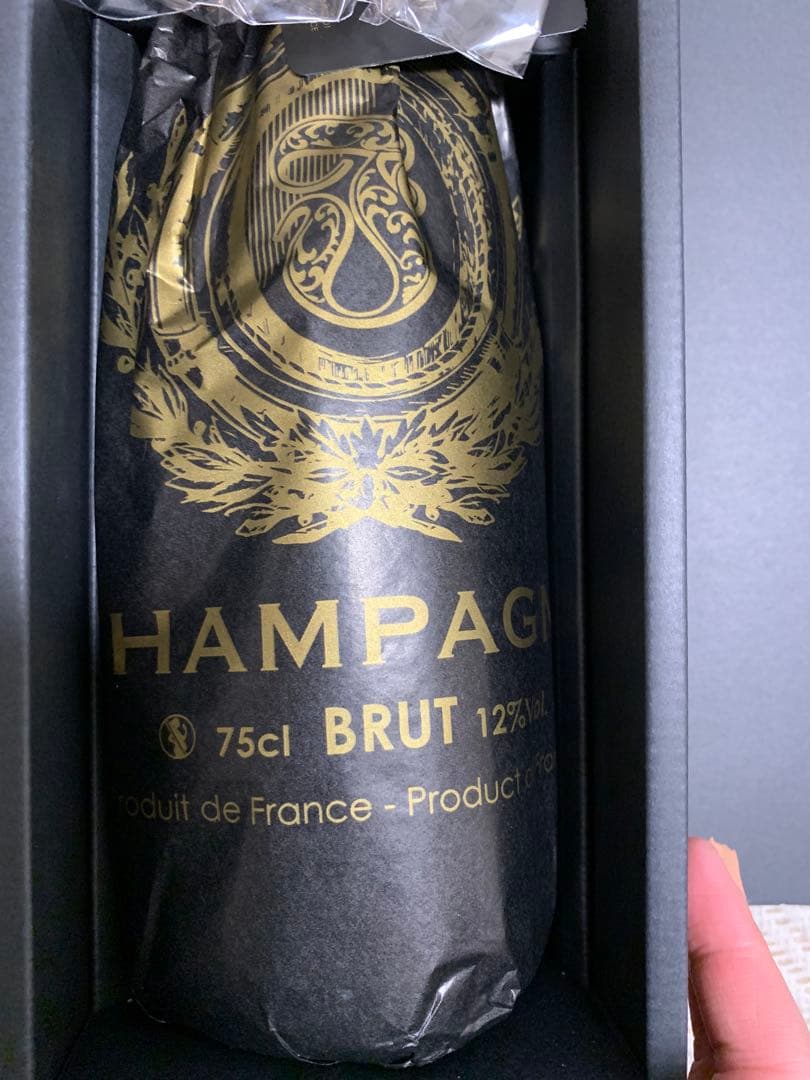 HAMPAGN
75cl BRUT 12% Vol.
roduit de France - Product